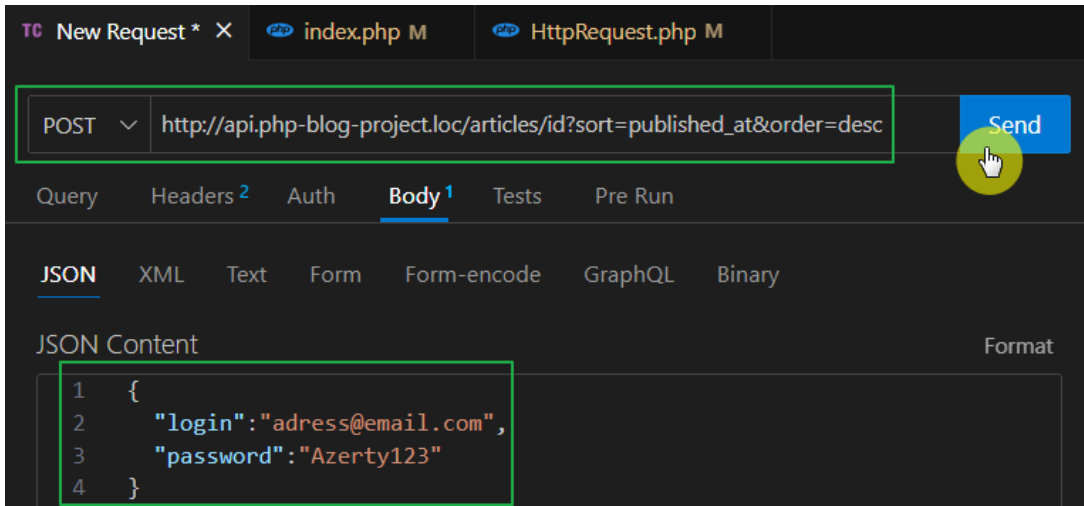 TC New Request * × php index.php M php HttpRequest.php M
POST http://api.php-blog-project.loc/articles/id?sort=published_at&order=desc Send
Query Headers 2 Auth Body 1 Tests Pre Run
JSON XML Text Form Form-encode GraphQL Binary
JSON Content Format
1 {
2 "login":"adress@email.com",
3 "password":"Azerty123"
4 }